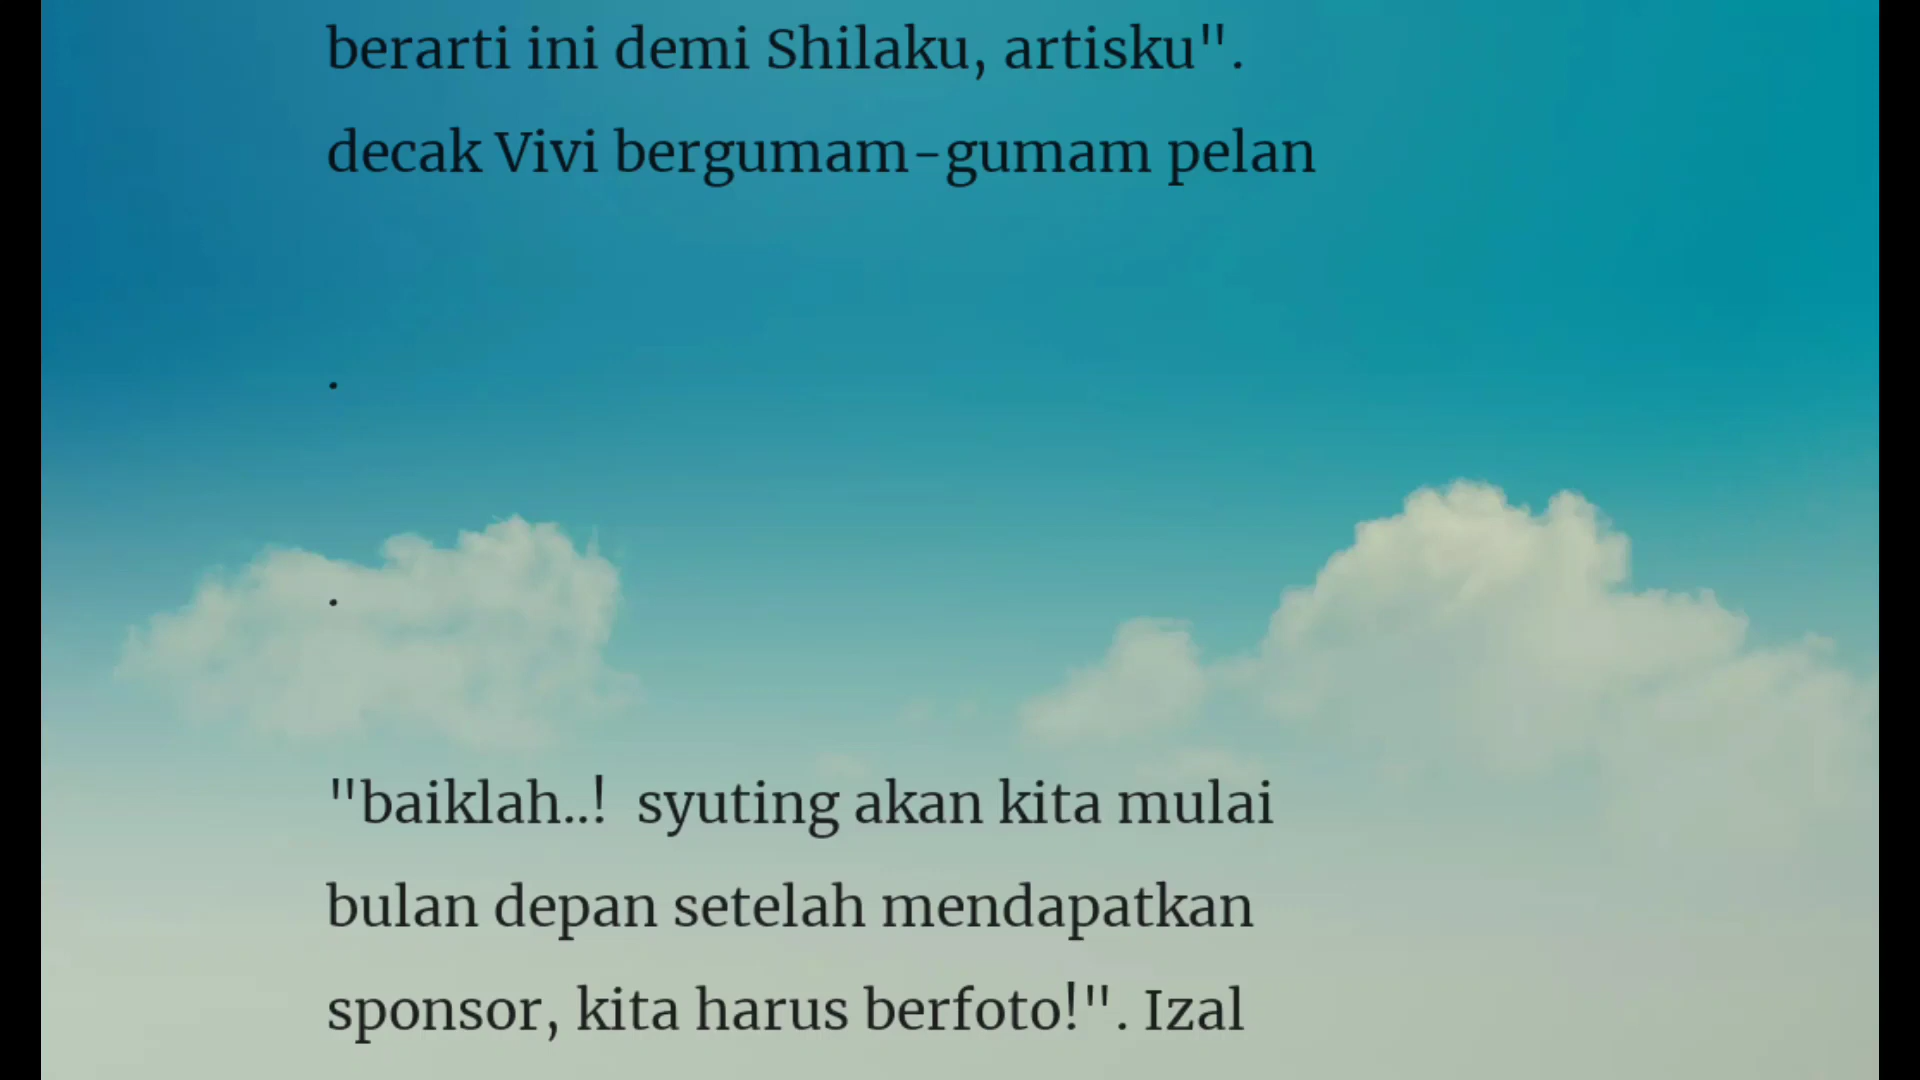 berarti ini demi Shilaku, artisku".
decak Vivi bergumam-gumam pelan
.
.
"baiklah..!  syuting akan kita mulai
bulan depan setelah mendapatkan
sponsor, kita harus berfoto!". Izal